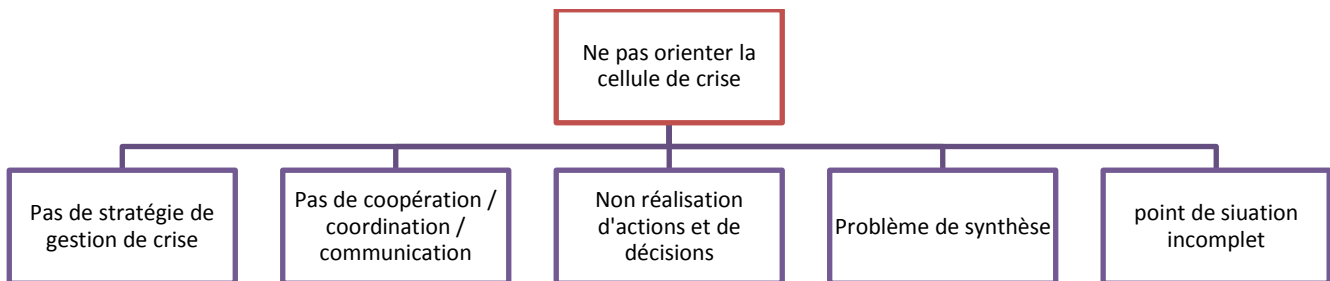 Ne pas orienter la
cellule de crise
Pas de stratégie de
gestion de crise
Pas de coopération /
coordination /
communication
Non réalisation
d'actions et de
décisions
Problème de synthèse
point de siuation
incomplet